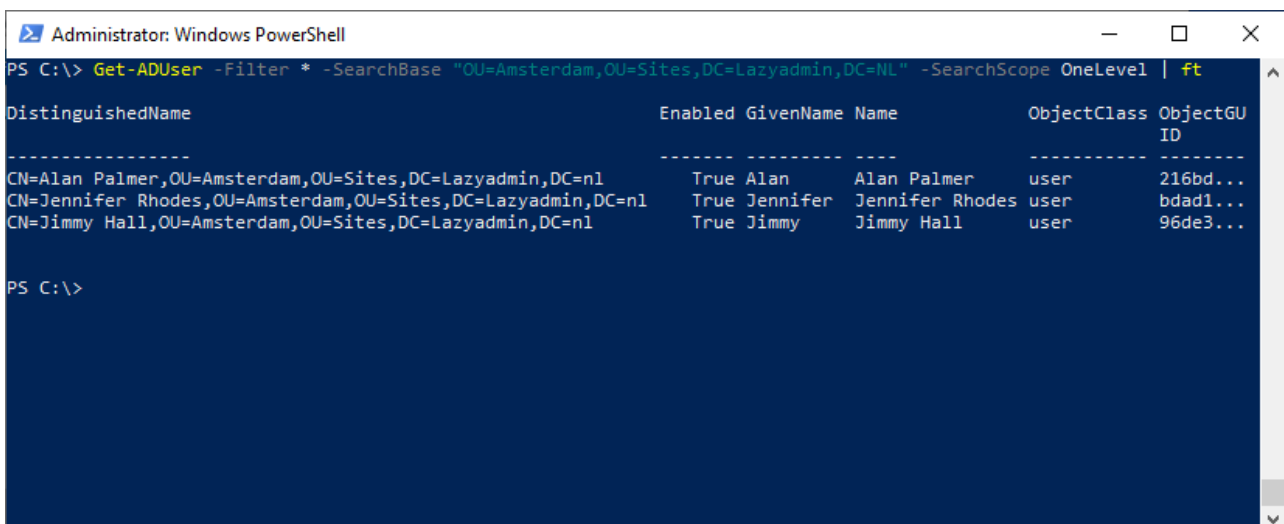 Administrator: Windows PowerShell
PS C:\> Get-ADUser -Filter * -SearchBase "OU=Amsterdam,OU=Sites,DC=Lazyadmin,DC=NL" -SearchScope OneLevel | ft
DistinguishedName Enabled GivenName Name ObjectClass ObjectGU
ID
----------------- ------- --------- ---- ----------- --------
CN=Alan Palmer,OU=Amsterdam,OU=Sites,DC=Lazyadmin,DC=nl True Alan Alan Palmer user 216bd...
CN=Jennifer Rhodes,OU=Amsterdam,OU=Sites,DC=Lazyadmin,DC=nl True Jennifer Jennifer Rhodes user bdad1...
CN=Jimmy Hall,OU=Amsterdam,OU=Sites,DC=Lazyadmin,DC=nl True Jimmy Jimmy Hall user 96de3...
PS C:\>